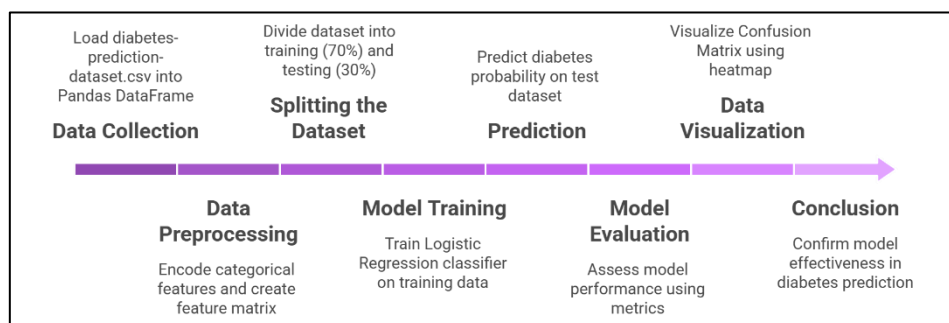 Load diabetes-
prediction-
dataset.csv into
Pandas DataFrame
Data Collection
Data
Preprocessing
Encode categorical
features and create
feature matrix
Divide dataset into
training (70%) and
testing (30%)
Splitting the
Dataset
Model Training
Train Logistic
Regression classifier
on training data
Predict diabetes
probability on test
dataset
Prediction
Model
Evaluation
Assess model
performance using
metrics
Visualize Confusion
Matrix using
heatmap
Data
Visualization
Conclusion
Confirm model
effectiveness in
diabetes prediction